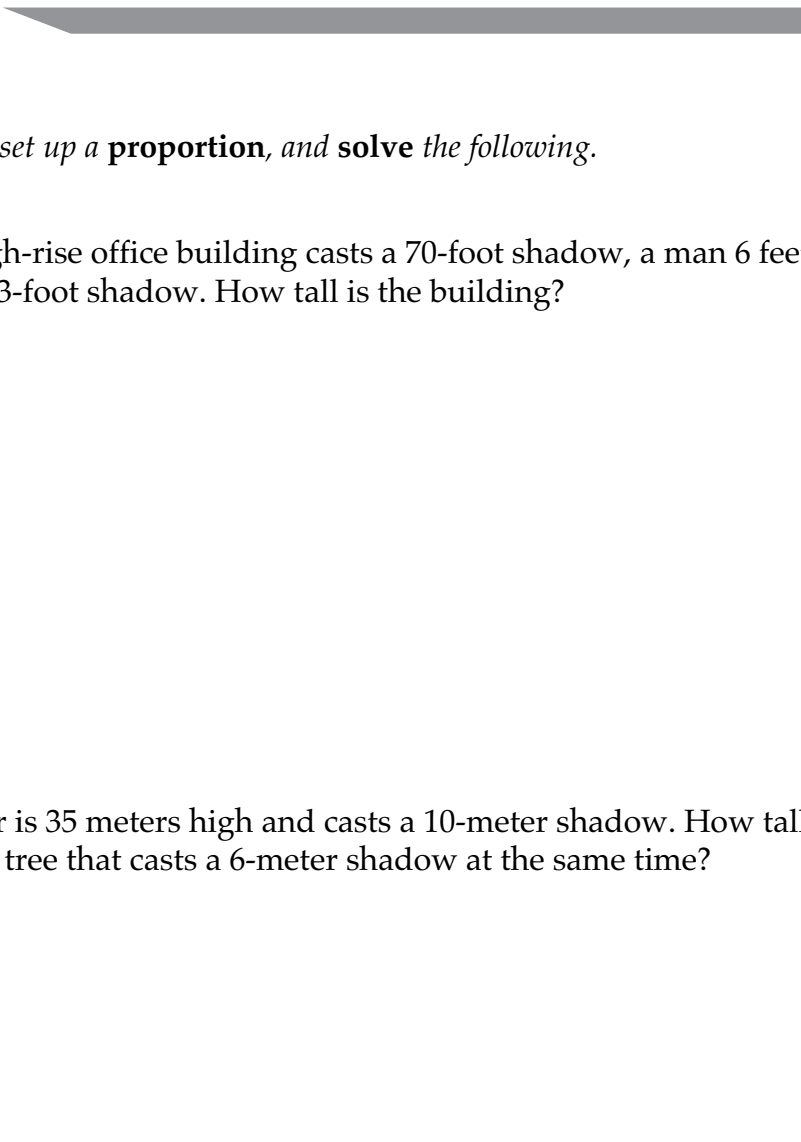 set up a proportion, and solve the following.
gh-rise office building casts a 70-foot shadow, a man 6 fee
3-foot shadow. How tall is the building?
r is 35 meters high and casts a 10-meter shadow. How tall
tree that casts a 6-meter shadow at the same time?